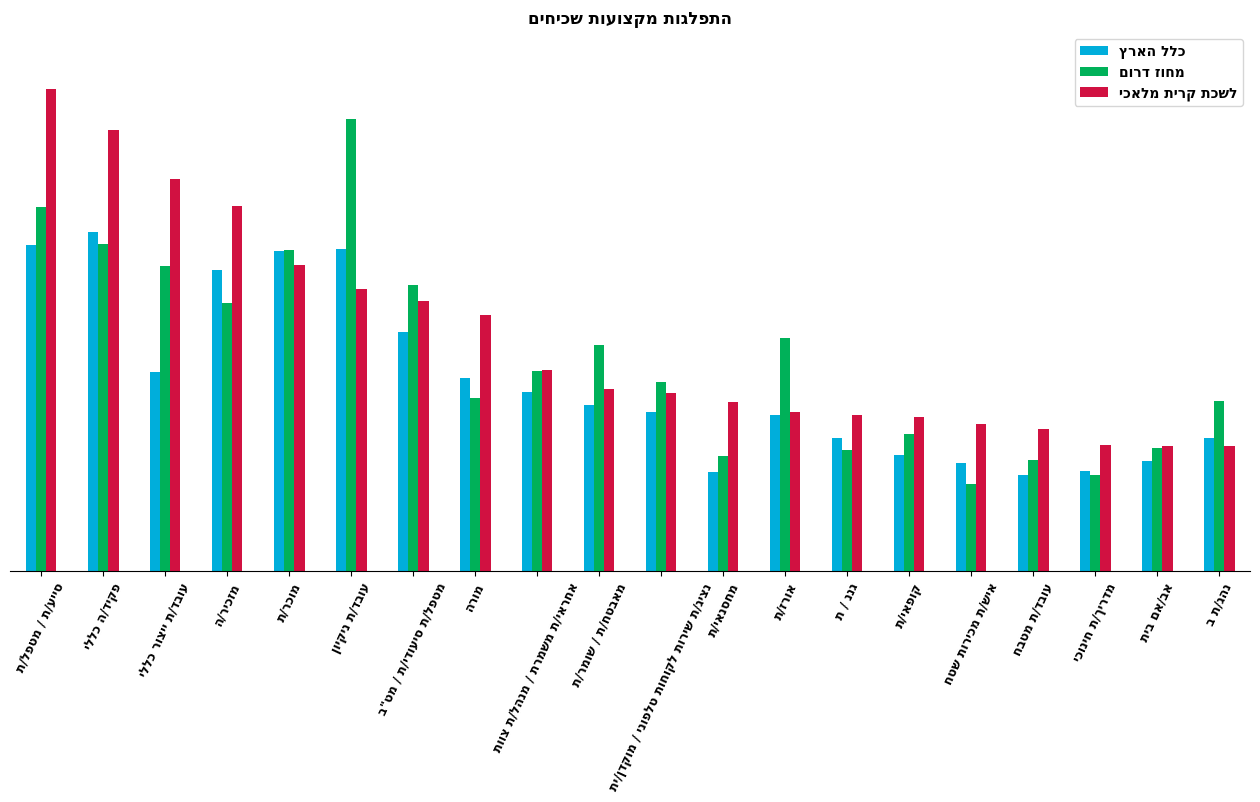 התפלגות מקצועות שכיחים
כלל הארץ
מחוז דרום
לשכת קרית מלאכי
סייע/ת / מטפל/ת
פקיד/ה כללי
עובד/ת ייצור כללי
מזכיר/ה
מוכר/ת
עובד/ת ניקיון
מטפל/ת סיעודי/ת / מט"ב
מורה
אחראי/ת משמרת / מנהל/ת צוות
מאבטח/ת / שומר/ת
נציג/ת שירות לקוחות טלפוני / מוקדן/ית
מחסנאי/ת
אורז/ת
גנן / ת
קופאי/ת
איש/ת מכירות שטח
עובד/ת מטבח
מדריך/ת חינוכי
אב/אם בית
נהג/ת ב